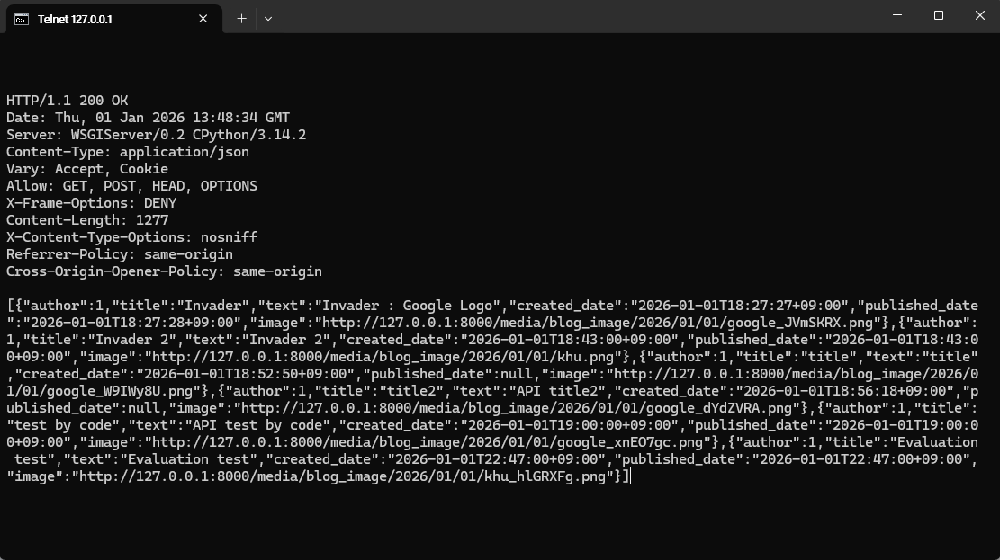 Telnet 127.0.0.1
HTTP/1.1 200 OK
Date: Thu, 01 Jan 2026 13:48:34 GMT
Server: WSGIServer/0.2 CPython/3.14.2
Content-Type: application/json
Vary: Accept, Cookie
Allow: GET, POST, HEAD, OPTIONS
X-Frame-Options: DENY
Content-Length: 1277
X-Content-Type-Options: nosniff
Referrer-Policy: same-origin
Cross-Origin-Opener-Policy: same-origin
[{"author":1,"title":"Invader","text":"Invader : Google Logo","created_date":"2026-01-01T18:27:27+09:00","published_date
":"2026-01-01T18:27:28+09:00","image":"http://127.0.0.1:8000/media/blog_image/2026/01/01/google_JVmSKRX.png"},{"author":
1,"title":"Invader 2","text":"Invader 2","created_date":"2026-01-01T18:43:00+09:00","published_date":"2026-01-01T18:43:0
0+09:00","image":"http://127.0.0.1:8000/media/blog_image/2026/01/01/khu.png"},{"author":1,"title":"title","text":"title"
,"created_date":"2026-01-01T18:52:50+09:00","published_date":null,"image":"http://127.0.0.1:8000/media/blog_image/2026/0
1/01/google_W9IWy8U.png"},{"author":1,"title":"title2","text":"API title2","created_date":"2026-01-01T18:56:18+09:00","p
ublished_date":null,"image":"http://127.0.0.1:8000/media/blog_image/2026/01/01/google_dYdZVRA.png"},{"author":1,"title":
"test by code","text":"API test by code","created_date":"2026-01-01T19:00:00+09:00","published_date":"2026-01-01T19:00:0
0+09:00","image":"http://127.0.0.1:8000/media/blog_image/2026/01/01/google_xnEO7gc.png"},{"author":1,"title":"Evaluation
 test","text":"Evaluation test","created_date":"2026-01-01T22:47:00+09:00","published_date":"2026-01-01T22:47:00+09:00",
"image":"http://127.0.0.1:8000/media/blog_image/2026/01/01/khu_hlGRXFg.png"}]